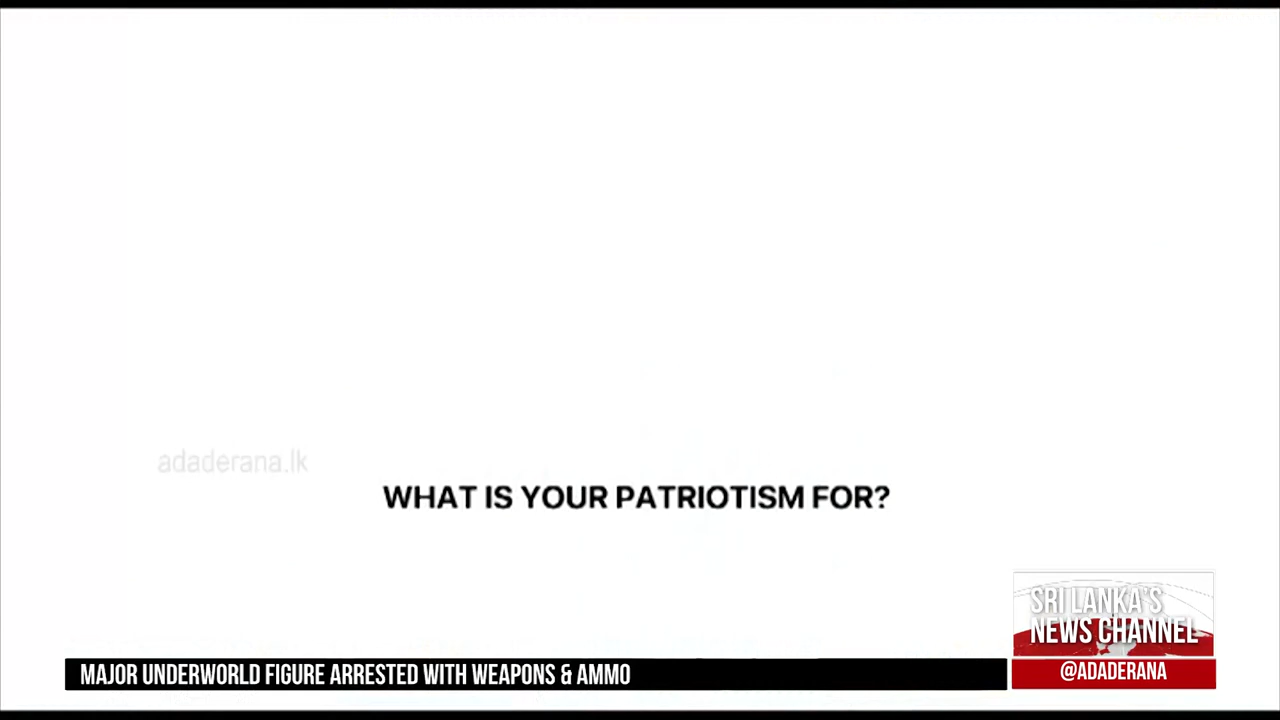 adaderana.lk
WHAT IS YOUR PATRIOTISM FOR?
SRI LANKA'S
NEWS CHANNEL
@ADADERANA
MAJOR UNDERWORLD FIGURE ARRESTED WITH WEAPONS & AMMO